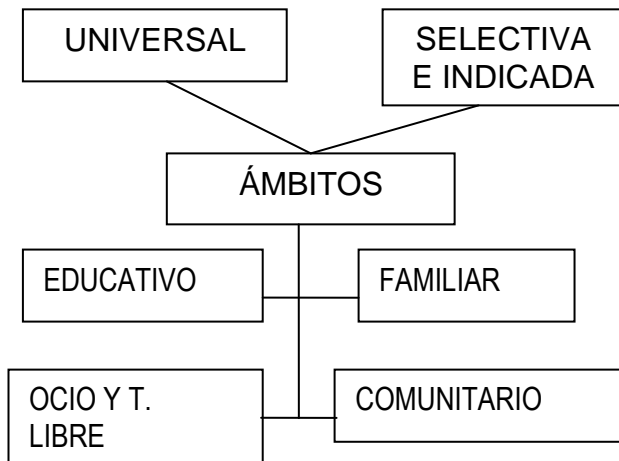 UNIVERSAL
SELECTIVA
E INDICADA
ÁMBITOS
EDUCATIVO
FAMILIAR
OCIO Y T.
LIBRE
COMUNITARIO